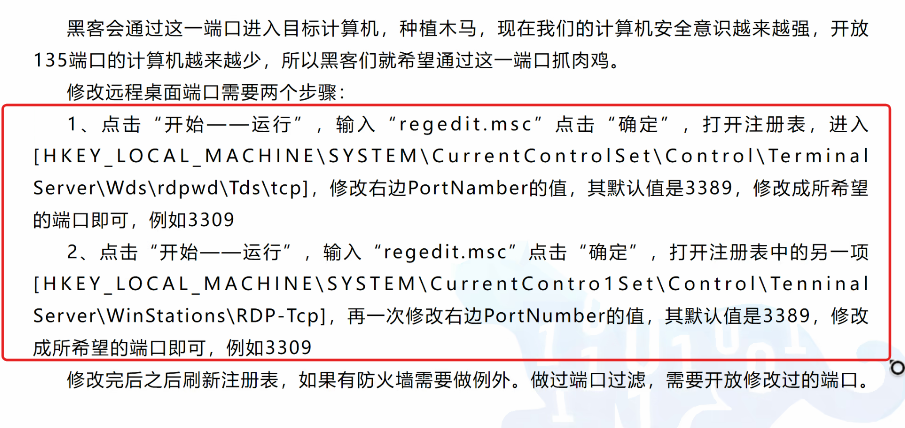 黑客会通过这一端口进入目标计算机，种植木马，现在我们的计算机安全意识越来越强，开放
135端口的计算机越来越少，所以黑客们就希望通过这一端口抓肉鸡。
修改远程桌面端口需要两个步骤：
1、点击“开始——运行”，输入“regedit.msc”点击“确定”，打开注册表，进入
[HKEY_LOCAL_MACHINE\SYSTEM\CurrentControlSet\Control\Terminal
Server\Wds\rdpwd\Tds\tcp]，修改右边PortNamber的值，其默认值是3389，修改成所希望
的端口即可，例如3309
2、点击“开始——运行”，输入“regedit.msc”点击“确定”，打开注册表中的另一项
[HKEY_LOCAL_MACHINE\SYSTEM\CurrentContro1Set\Control\Tenninal
Server\WinStations\RDP-Tcp]，再一次修改右边PortNumber的值，其默认值是3389，修改
成所希望的端口即可，例如3309
修改完后之后刷新注册表，如果有防火墙需要做例外。做过端口过滤，需要开放修改过的端口。